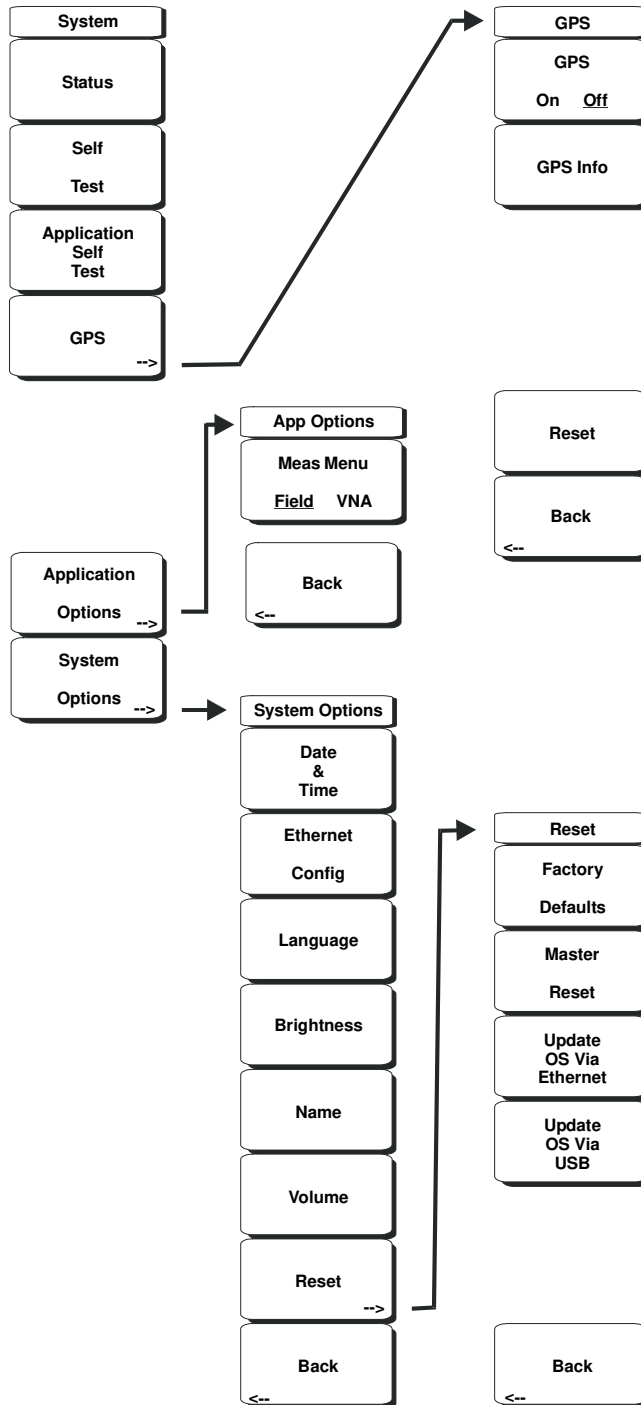 System
Status
Self
Test
Application
Self
Test
GPS
-->
GPS
GPS
On Off
GPS Info
Reset
Back
<--
Application
Options -->
System
Options -->
App Options
Meas Menu
Field VNA
Back
<--
System Options
Date
&
Time
Ethernet
Config
Language
Brightness
Name
Volume
Reset
-->
Back
<--
Reset
Factory
Defaults
Master
Reset
Update
OS Via
Ethernet
Update
OS Via
USB
Back
<--